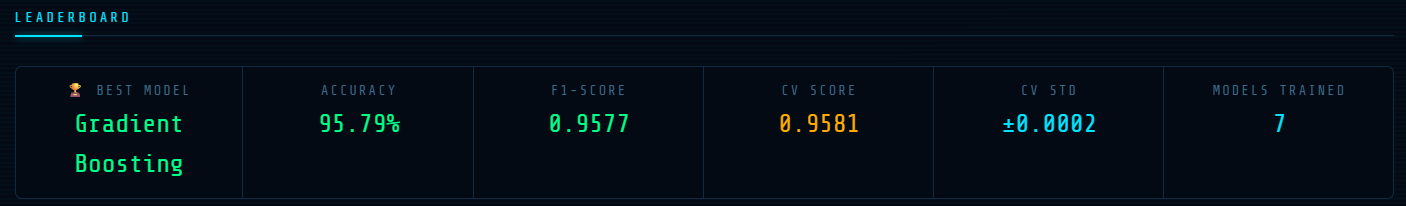 LEADERBOARD
🏆 BEST MODEL
Gradient
Boosting
ACCURACY
95.79%
F1-SCORE
0.9577
CV SCORE
0.9581
CV STD
±0.0002
MODELS TRAINED
7